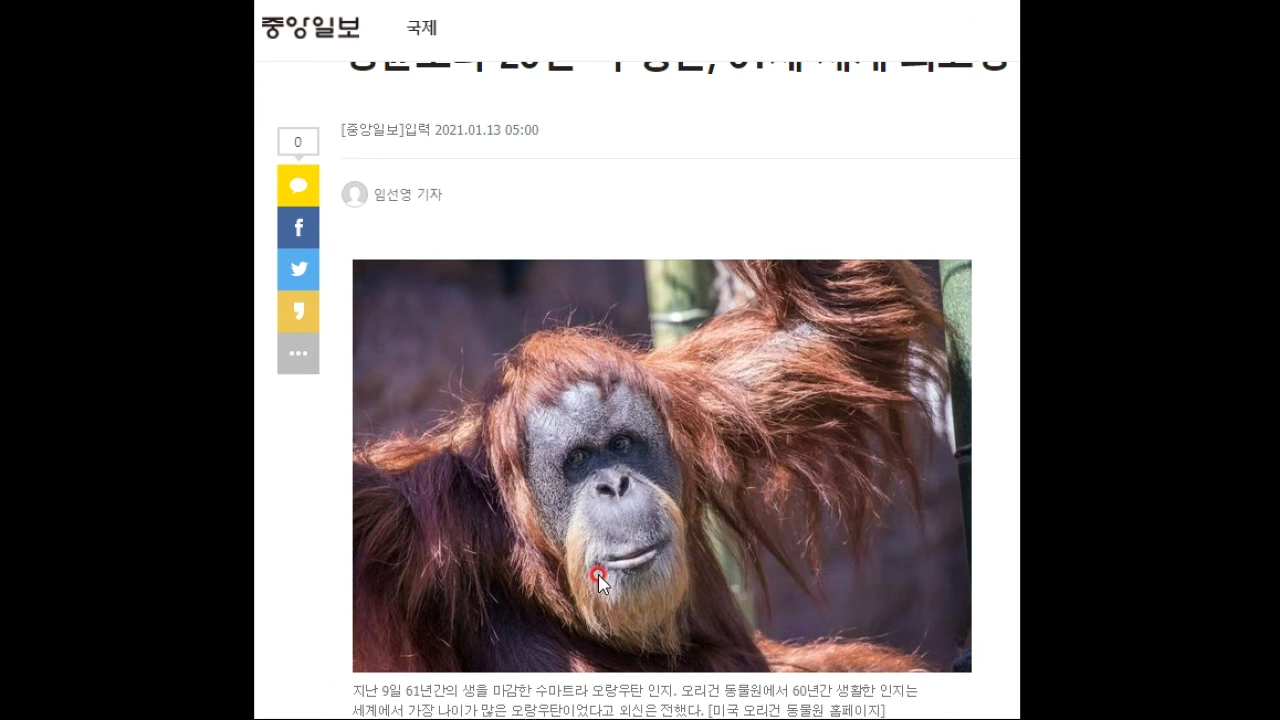 중앙일보 국제
[중앙일보]입력 2021.01.13 05:00
0
임선영 기자
지난 9일 61년간의 생을 마감한 수마트라 오랑우탄 인지. 오리건 동물원에서 60년간 생활한 인지는
세계에서 가장 나이가 많은 오랑우탄이었다고 외신은 전했다. [미국 오리건 동물원 홈페이지]